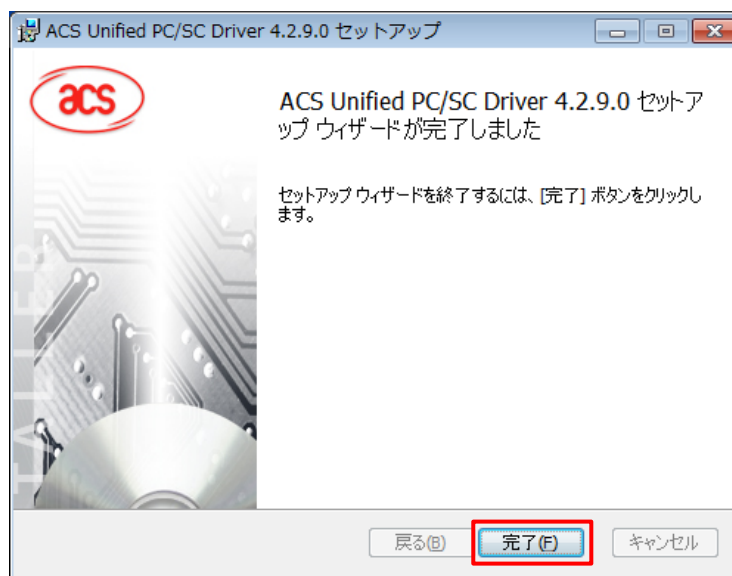 ACS Unified PC/SC Driver 4.2.9.0 セットアップ
acs
ACS Unified PC/SC Driver 4.2.9.0 セットア
ップ ウィザードが完了しました
セットアップ ウィザードを終了するには、[完了] ボタンをクリックし
ます。
TALLER
戻る(B) 完了(F) キャンセル